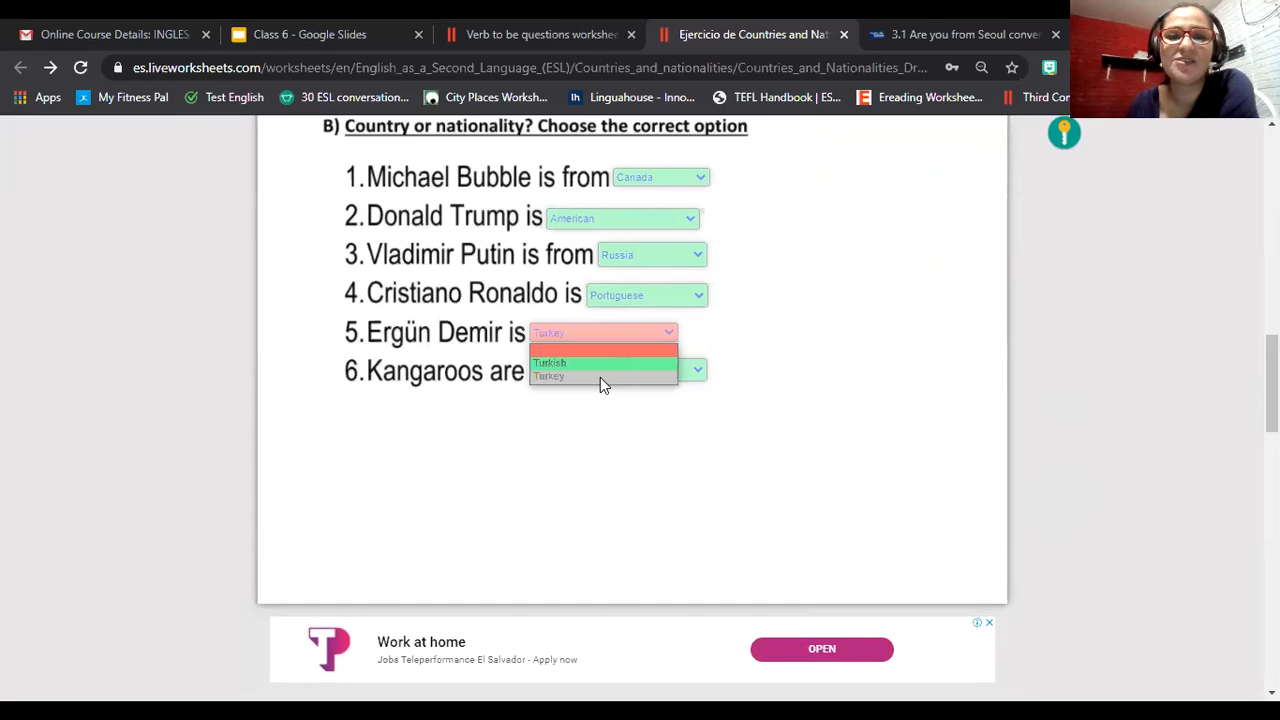 Online Course Details: INGLES
Class 6 - Google Slides
Verb to be questions workshee
Ejercicio de Countries and Nat
3.1 Are you from Seoul conver
es.liveworksheets.com/worksheets/en/English_as_a_Second_Language_(ESL)/Countries_and_nationalities/Countries_and_Nationalities_Dr...
Apps
My Fitness Pal
Test English
30 ESL conversation...
City Places Worksh...
Linguahouse - Inno...
TEFL Handbook | ES...
Ereading Workshee...
Third Con
B) Country or nationality? Choose the correct option
1.Michael Bubble is from Canada
2.Donald Trump is American
3.Vladimir Putin is from Russia
4.Cristiano Ronaldo is Portuguese
5.Ergün Demir is Turkey
Turkish
Turkey
6.Kangaroos are
Work at home
Jobs Teleperformance El Salvador - Apply now
OPEN